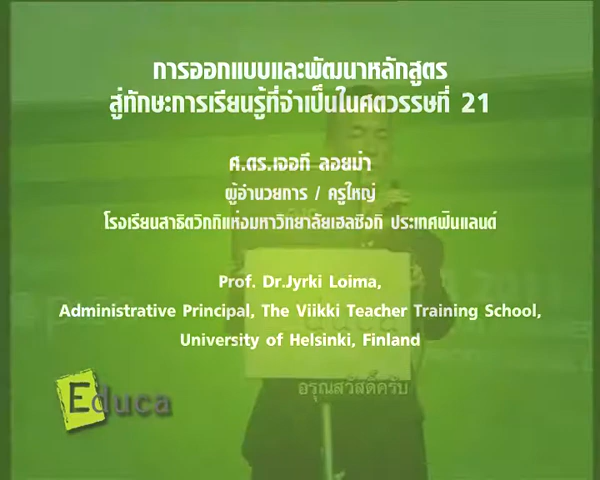 การออกแบบและพัฒนาหลักสูตร
สู่ทักษะการเรียนรู้ที่จำเป็นในศตวรรษที่ 21
ศ.ดร.เจอกี ลอยม่า
ผู้อำนวยการ / ครูใหญ่
โรงเรียนสาธิตวิกกิแห่งมหาวิทยาลัยเฮลซิงกิ ประเทศฟินแลนด์
Prof. Dr.Jyrki Loima,
Administrative Principal, The Viikki Teacher Training School,
University of Helsinki, Finland
อรุณสวัสดิ์ครับ
Educa